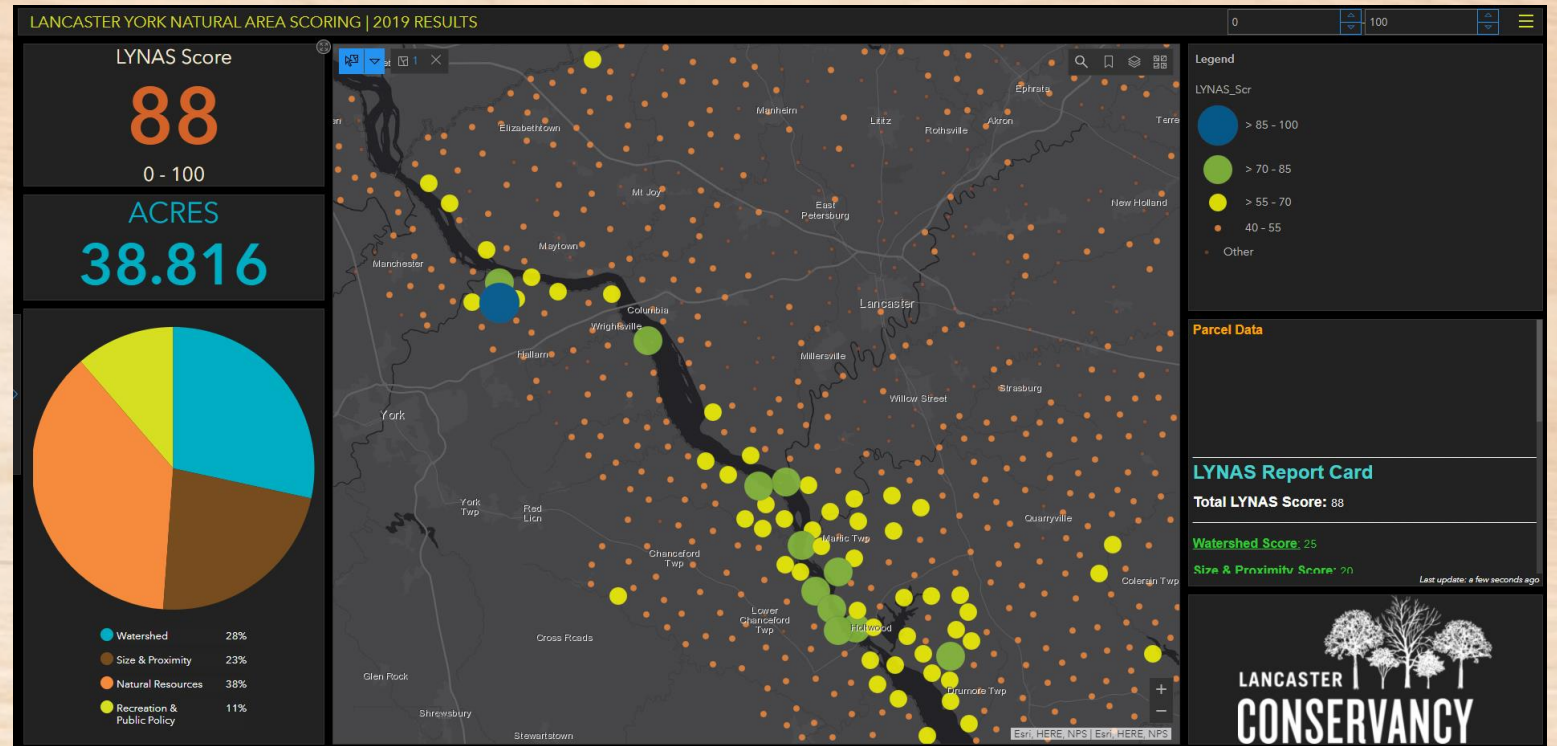 LANCASTER YORK NATURAL AREA SCORING | 2019 RESULTS
0
100
LYNAS Score
88
0 - 100
ACRES
38.816
Watershed 28%
Size & Proximity 23%
Natural Resources 38%
Recreation & 11%
Public Policy
1
Ephrata
Manheim
Lititz
Akron
Terre
Elizabethtown
Rothsville
Mt Joy
East
Petersburg
New Holland
Maytown
Manchester
Lancaster
Columbia
Wrightsville
Hallam
Millersville
Strasburg
Willow Street
York
York
Twp
Red
Lion
Quarryville
Martic Twp
Chanceford
Twp
Colerain Twp
Lower
Chanceford
Twp
Holtwood
Cross Roads
Glen Rock
Drumore Twp
Shrewsbury
Stewartstown
+
−
Esri, HERE, NPS | Esri, HERE, NPS
Legend
LYNAS_Scr
> 85 - 100
> 70 - 85
> 55 - 70
40 - 55
Other
Parcel Data
LYNAS Report Card
Total LYNAS Score: 88
Watershed Score: 25
Size & Proximity Score: 20
Last update: a few seconds ago
LANCASTER
CONSERVANCY